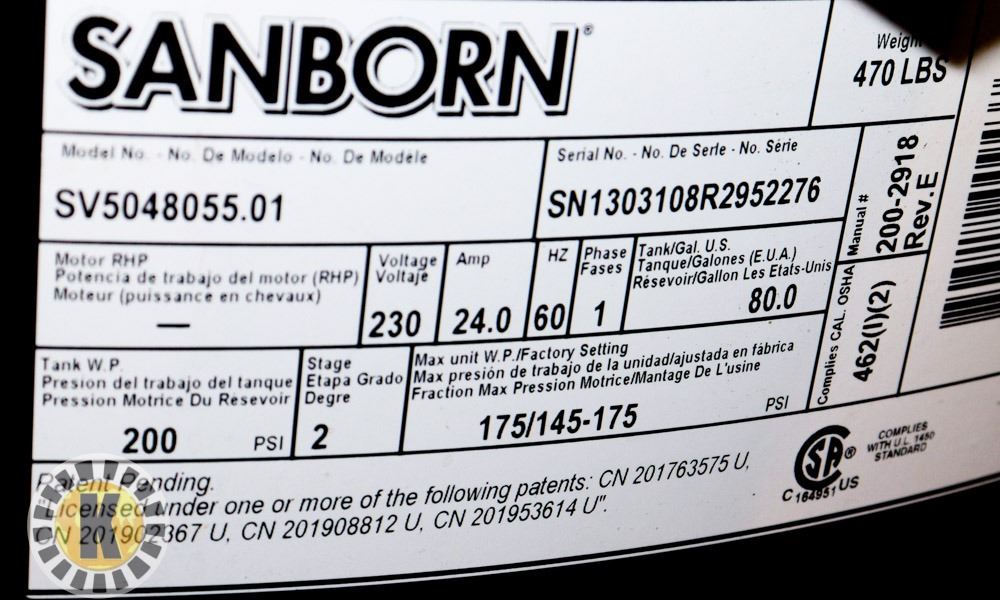 SANBORN®
Weight
470 LBS
Model No. - No. De Modelo - No. De Modèle
SV5048055.01
Serial No. - No. De Serie - No. Série
SN1303108R2952276
Manual #
200-2918
Rev.E
Motor RHP
Potencia de trabajo del motor (RHP)
Moteur (puissance en chevaux)
—
Voltage
Voltaje
230
Amp
24.0
HZ
60
Phase
Fases
1
Tank/Gal. U.S.
Tanque/Galones (E.U.A.)
Résevoir/Gallon Les Etats-Unis
80.0
Complies CAL. OSHA
462(l)(2)
Tank W.P.
Presion del trabajo del tanque
Pression Motrice Du Resevoir
200 PSI
Stage
Etapa Grado
Degre
2
Max unit W.P./Factory Setting
Max presión de trabajo de la unidad/ajustada en fábrica
Fraction Max Pression Motrice/Mantage De L'usine
175/145-175 PSI
Patent Pending.
"Licensed under one or more of the following patents: CN 201763575 U,
CN 201902367 U, CN 201908812 U, CN 201953614 U".
SA®
C 164951 US
COMPLIES
WITH U.L. 1450
STANDARD
K